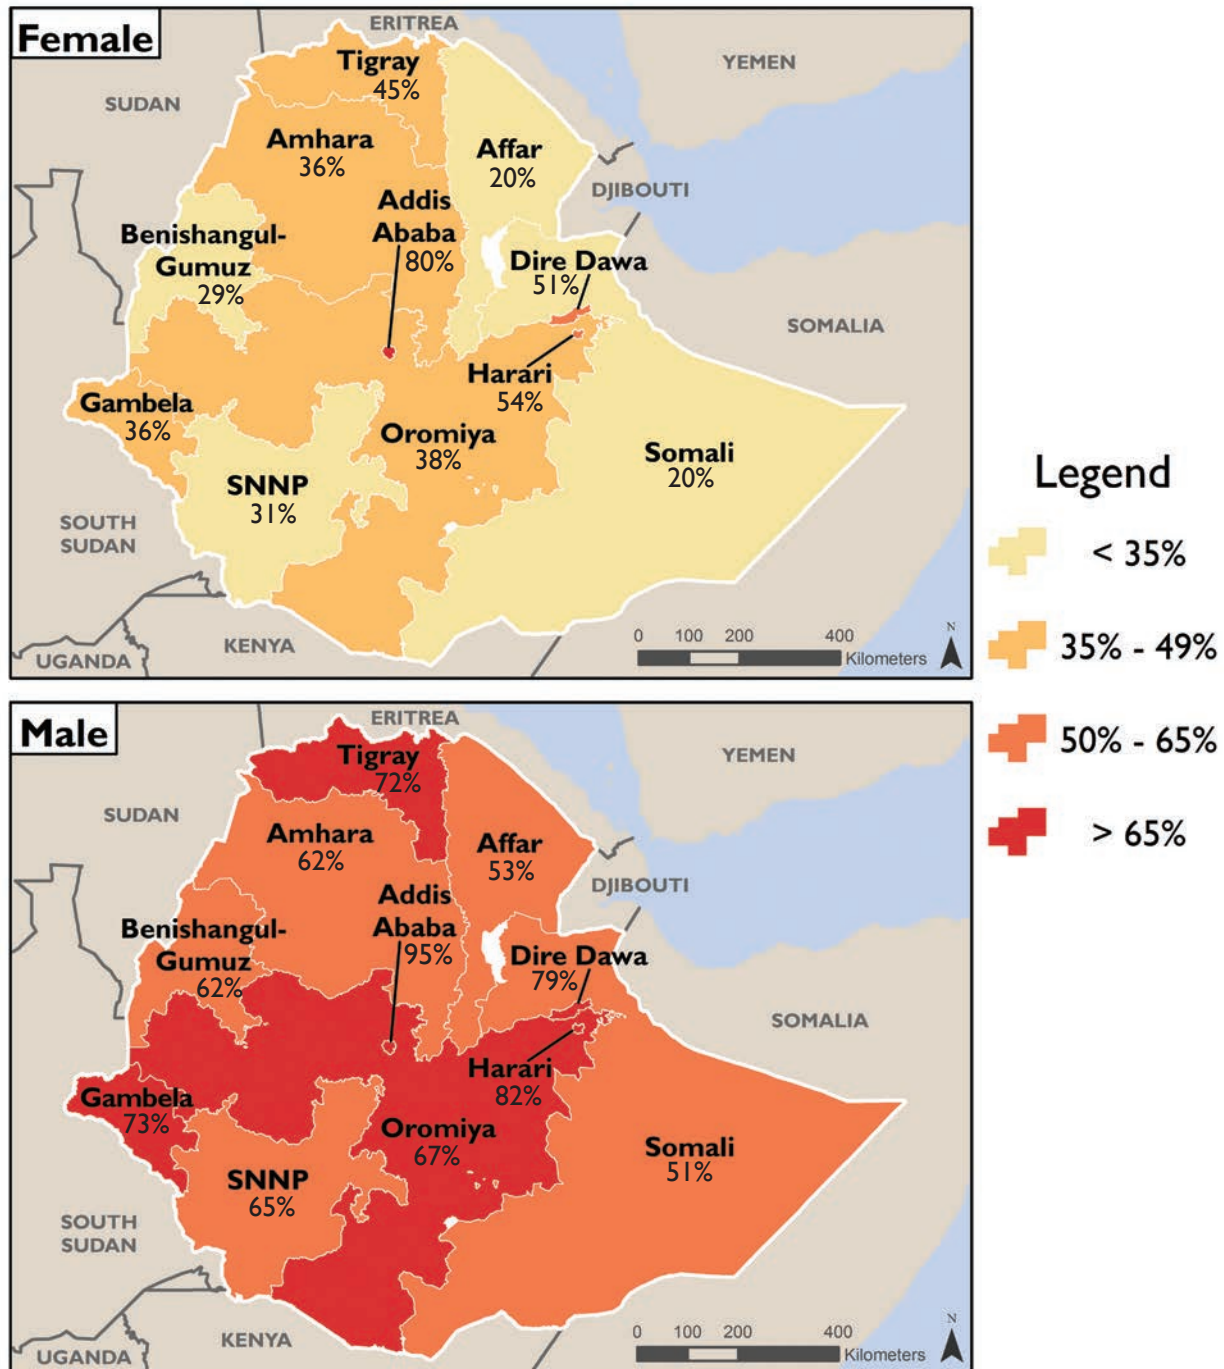 Female
ERITREA
YEMEN
SUDAN
Tigray
45%
Amhara
36%
Affar
20%
DJIBOUTI
Addis
Ababa
80%
Benishangul-
Gumuz
29%
Dire Dawa
51%
SOMALIA
Harari
54%
Gambela
36%
Oromiya
38%
Somali
20%
SNNP
31%
SOUTH
SUDAN
KENYA
UGANDA
0 100 200 400
Kilometers
N
Legend
< 35%
35% - 49%
50% - 65%
> 65%
Male
ERITREA
YEMEN
SUDAN
Tigray
72%
Amhara
62%
Affar
53%
DJIBOUTI
Addis
Ababa
95%
Benishangul-
Gumuz
62%
Dire Dawa
79%
SOMALIA
Harari
82%
Gambela
73%
Oromiya
67%
Somali
51%
SNNP
65%
SOUTH
SUDAN
KENYA
UGANDA
0 100 200 400
Kilometers
N